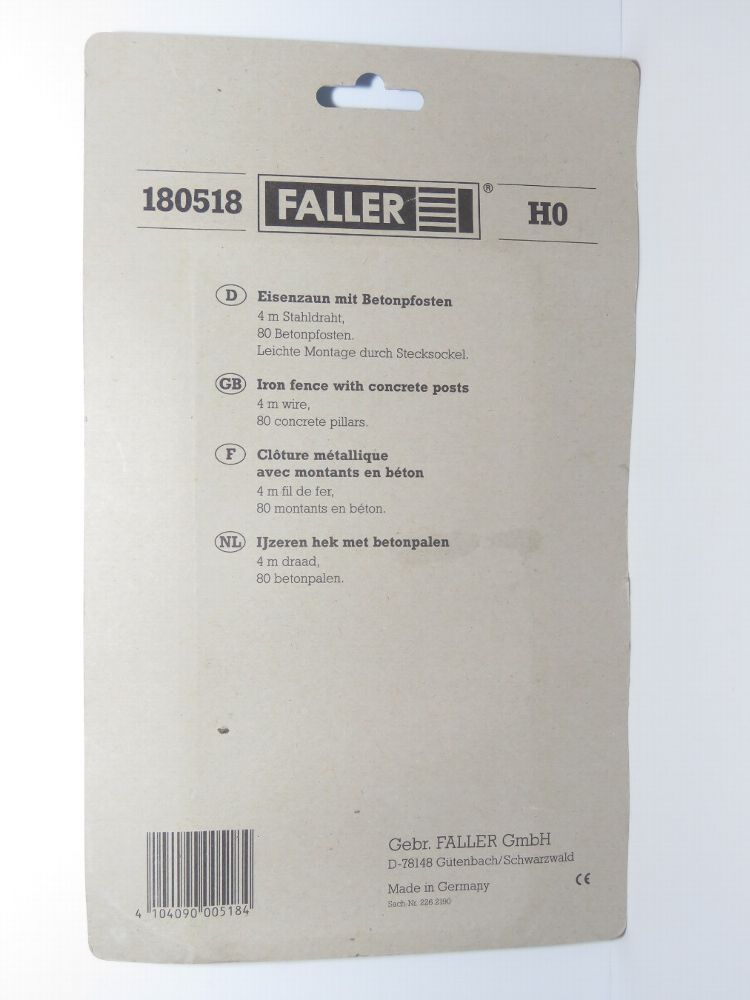 180518 FALLER ® H0
D Eisenzaun mit Betonpfosten
4 m Stahldraht,
80 Betonpfosten.
Leichte Montage durch Stecksockel.
GB Iron fence with concrete posts
4 m wire,
80 concrete pillars.
F Clôture métallique
avec montants en béton
4 m fil de fer,
80 montants en béton.
NL IJzeren hek met betonpalen
4 m draad,
80 betonpalen.
Gebr. FALLER GmbH
D-78148 Gütenbach/Schwarzwald
CE
Made in Germany
Sach-Nr. 226 2190
4 104090 005184